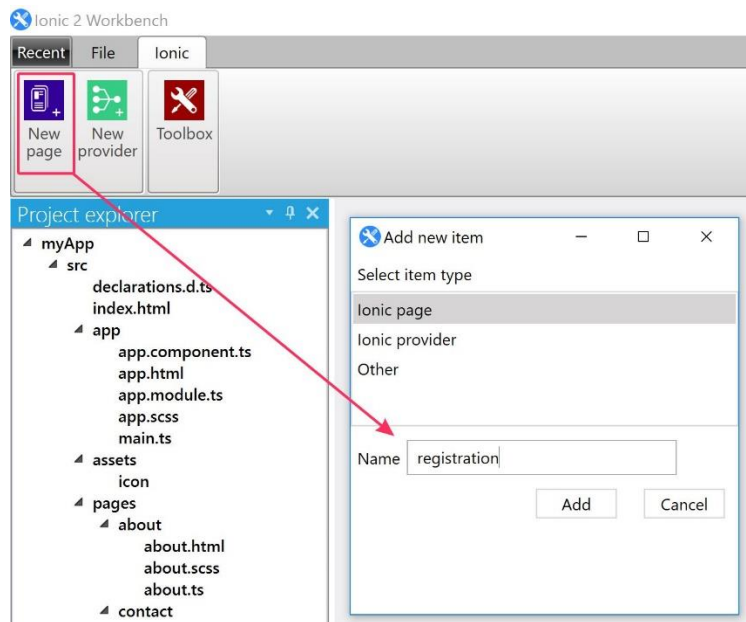 Ionic 2 Workbench
Recent File Ionic
New page
New provider
Toolbox
Project explorer
myApp
src
declarations.d.ts
index.html
app
app.component.ts
app.html
app.module.ts
app.scss
main.ts
assets
icon
pages
about
about.html
about.scss
about.ts
contact
Add new item
Select item type
Ionic page
Ionic provider
Other
Name registration
Add Cancel